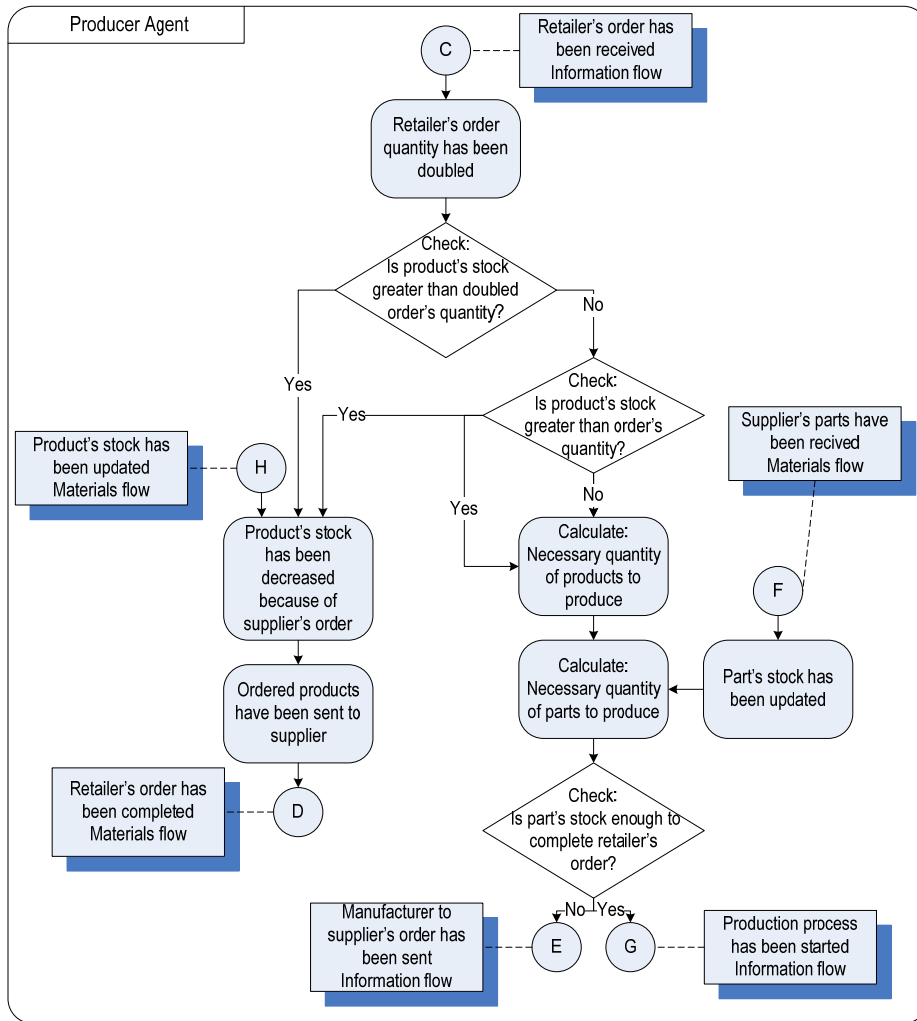 Producer Agent
C
Retailer's order has
been received
Information flow
Retailer's order
quantity has been
doubled
Check:
Is product's stock
greater than doubled
order's quantity?
No
Yes
Check:
Is product's stock
greater than order's
quantity?
Yes
Yes
No
Supplier's parts have
been recived
Materials flow
Product's stock has
been updated
Materials flow
H
Product's stock
has been
decreased
because of
supplier's order
Calculate:
Necessary quantity
of products to
produce
F
Ordered products
have been sent to
supplier
Calculate:
Necessary quantity
of parts to produce
Part's stock has
been updated
Retailer's order has
been completed
Materials flow
D
Check:
Is part's stock enough to
complete retailer's
order?
No
Yes
Manufacturer to
supplier's order has
been sent
Information flow
E
G
Production process
has been started
Information flow